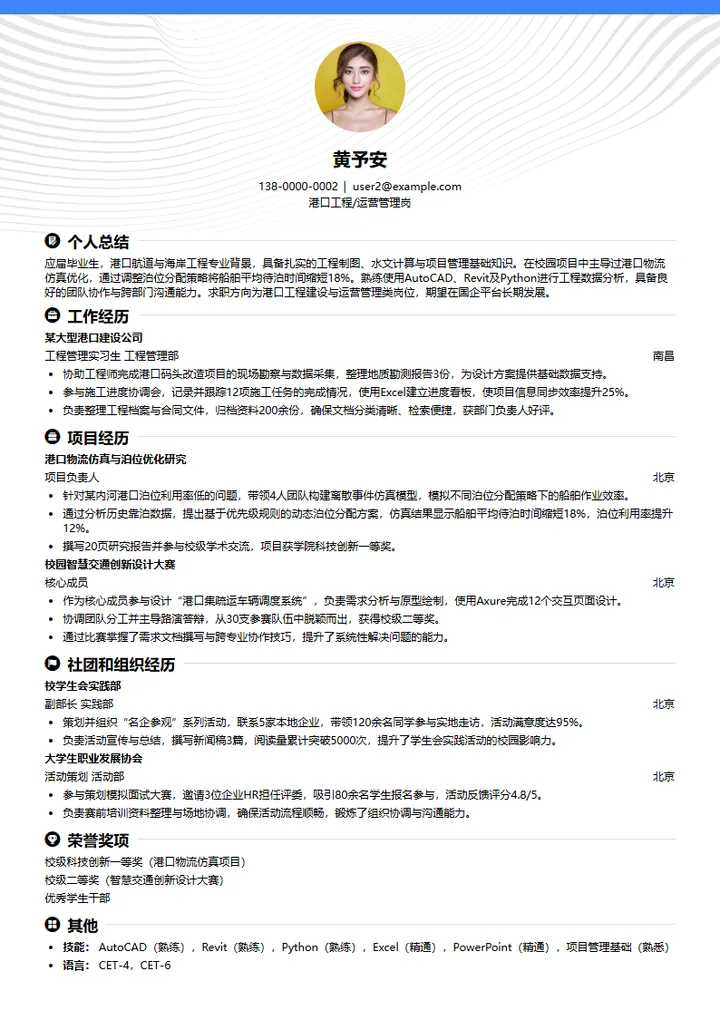 黄予安
138-0000-0002 | user2@example.com
港口工程/运营管理岗
个人总结
应届毕业生，港口航道与海岸工程专业背景，具备扎实的工程制图、水文计算与项目管理基础知识。在校园项目中主导过港口物流
仿真优化，通过调整泊位分配策略将船舶平均待泊时间缩短18%。熟练使用AutoCAD、Revit及Python进行工程数据分析，具备良
好的团队协作与跨部门沟通能力。求职方向为港口工程建设与运营管理类岗位，期望在国企平台长期发展。
工作经历
某大型港口建设公司
工程管理实习生 工程管理部 南昌
• 协助工程师完成港口码头改造项目的现场勘察与数据采集，整理地质勘测报告3份，为设计方案提供基础数据支持。
• 参与施工进度协调会，记录并跟踪12项施工任务的完成情况，使用Excel建立进度看板，使项目信息同步效率提升25%。
• 负责整理工程档案与合同文件，归档资料200余份，确保文档分类清晰、检索便捷，获部门负责人好评。
项目经历
港口物流仿真与泊位优化研究
项目负责人 北京
• 针对某内河港口泊位利用率低的问题，带领4人团队构建离散事件仿真模型，模拟不同泊位分配策略下的船舶作业效率。
• 通过分析历史靠泊数据，提出基于优先级规则的动态泊位分配方案，仿真结果显示船舶平均待泊时间缩短18%，泊位利用率提升
12%。
• 撰写20页研究报告并参与校级学术交流，项目获学院科技创新一等奖。
校园智慧交通创新设计大赛
核心成员 北京
• 作为核心成员参与设计“港口集疏运车辆调度系统”，负责需求分析与原型绘制，使用Axure完成12个交互页面设计。
• 协调团队分工并主导路演答辩，从30支参赛队伍中脱颖而出，获得校级二等奖。
• 通过比赛掌握了需求文档撰写与跨专业协作技巧，提升了系统性解决问题的能力。
社团和组织经历
校学生会实践部
副部长 实践部 北京
• 策划并组织“名企参观”系列活动，联系5家本地企业，带领120余名同学参与实地走访，活动满意度达95%。
• 负责活动宣传与总结，撰写新闻稿3篇，阅读量累计突破5000次，提升了学生会实践活动的校园影响力。
大学生职业发展协会
活动策划 活动部 北京
• 参与策划模拟面试大赛，邀请3位企业HR担任评委，吸引80余名学生报名参与，活动反馈评分4.8/5。
• 负责赛前培训资料整理与场地协调，确保活动流程顺畅，锻炼了组织协调与沟通能力。
荣誉奖项
校级科技创新一等奖（港口物流仿真项目）
校级二等奖（智慧交通创新设计大赛）
优秀学生干部
其他
• 技能： AutoCAD（熟练），Revit（熟练），Python（熟练），Excel（精通），PowerPoint（精通），项目管理基础（熟悉）
• 语言： CET-4，CET-6